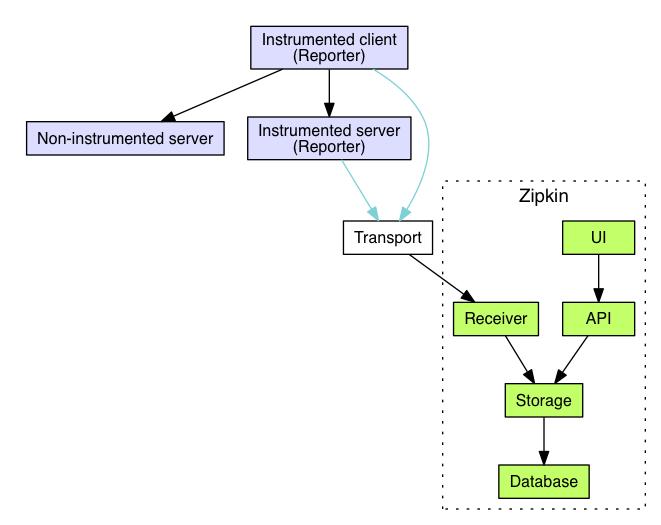 Instrumented client
(Reporter)
Non-instrumented server
Instrumented server
(Reporter)
Zipkin
Transport
UI
Receiver
API
Storage
Database